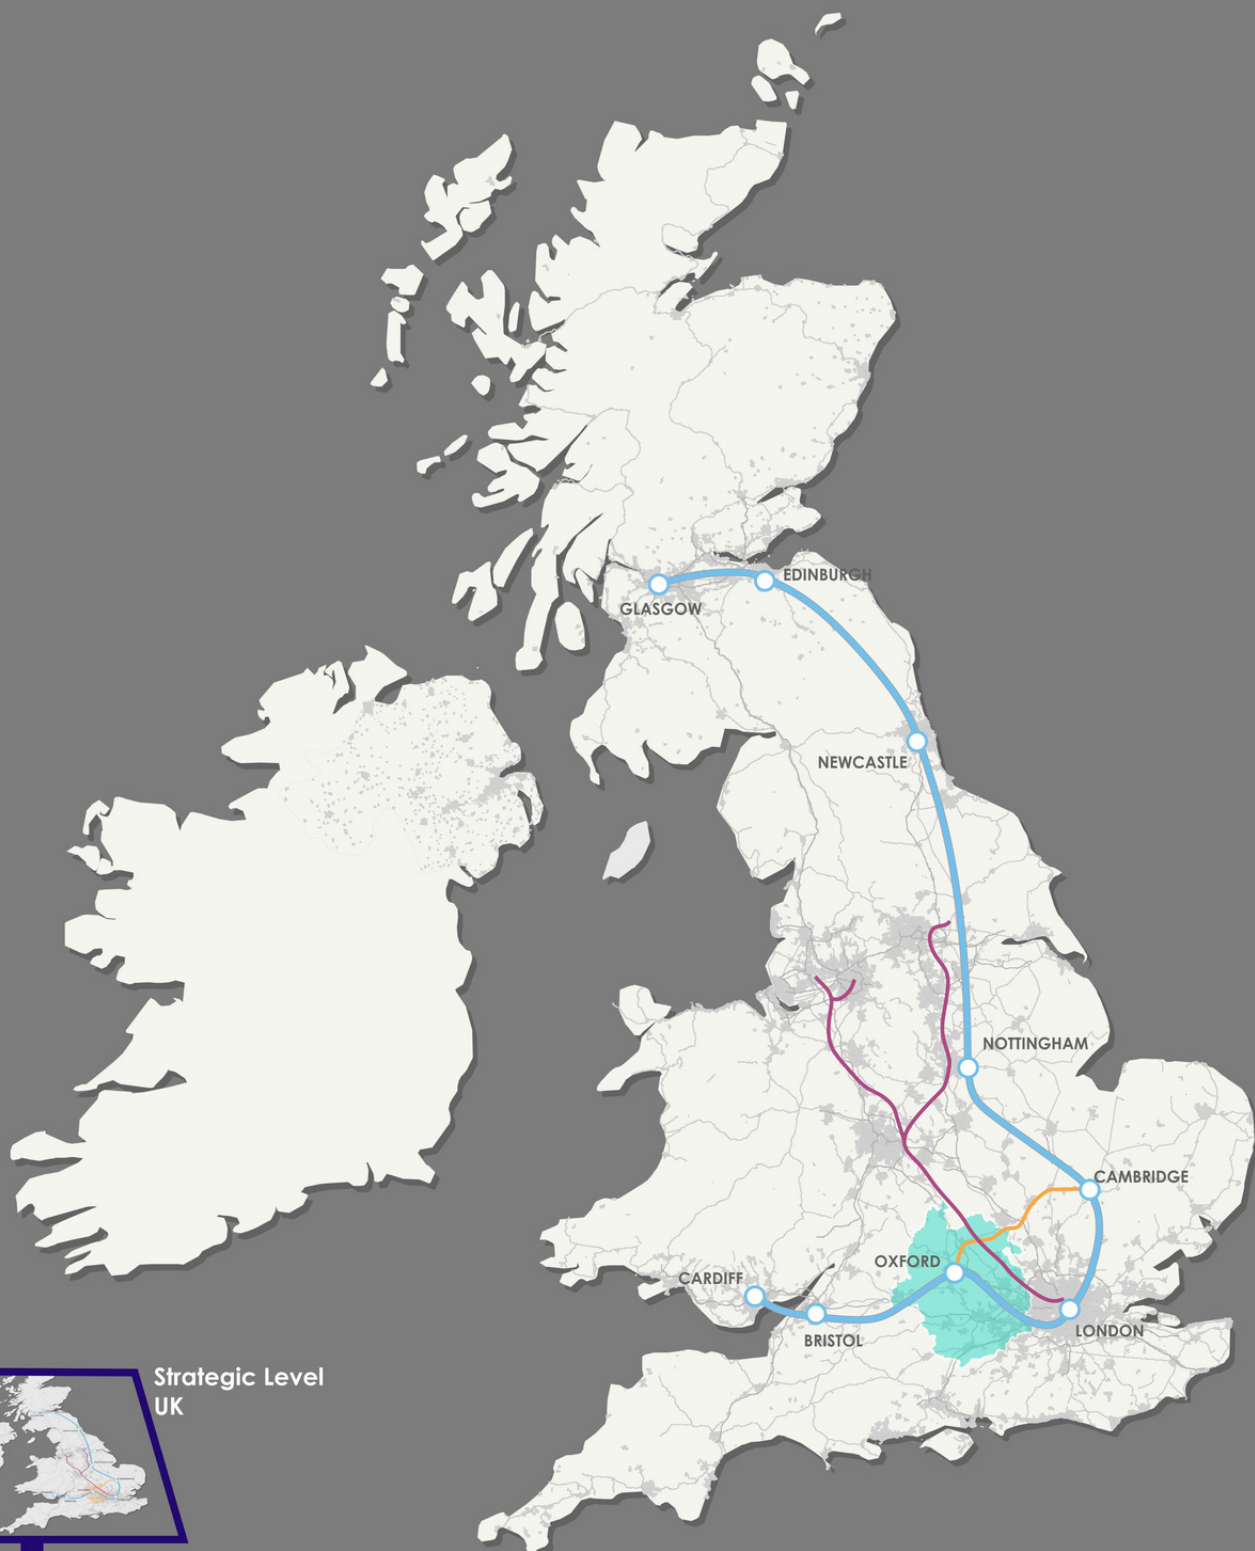 EDINBURGH
GLASGOW
NEWCASTLE
NOTTINGHAM
CAMBRIDGE
OXFORD
CARDIFF
LONDON
BRISTOL
Strategic Level
UK